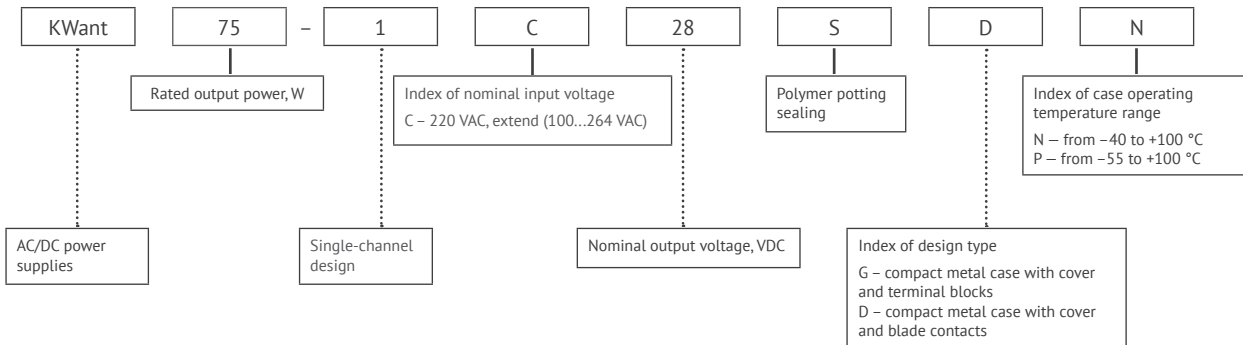 KWant 75 – 1 C 28 S D N
Rated output power, W
Index of nominal input voltage
C – 220 VAC, extend (100...264 VAC)
Polymer potting
sealing
Index of case operating
temperature range
N — from –40 to +100 °C
P — from –55 to +100 °C
AC/DC power
supplies
Single-channel
design
Nominal output voltage, VDC
Index of design type
G – compact metal case with cover
and terminal blocks
D – compact metal case with cover
and blade contacts